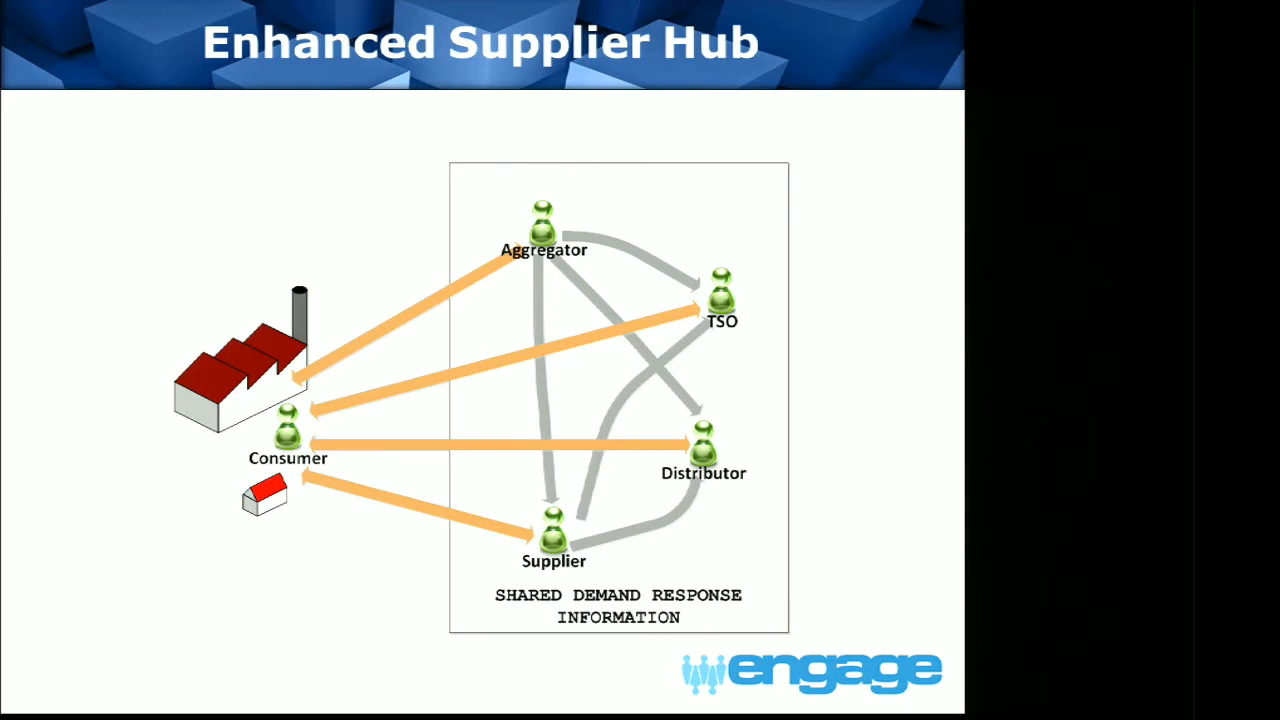 Enhanced Supplier Hub
Aggregator
TSO
Consumer
Distributor
Supplier
SHARED DEMAND RESPONSE
INFORMATION
engage